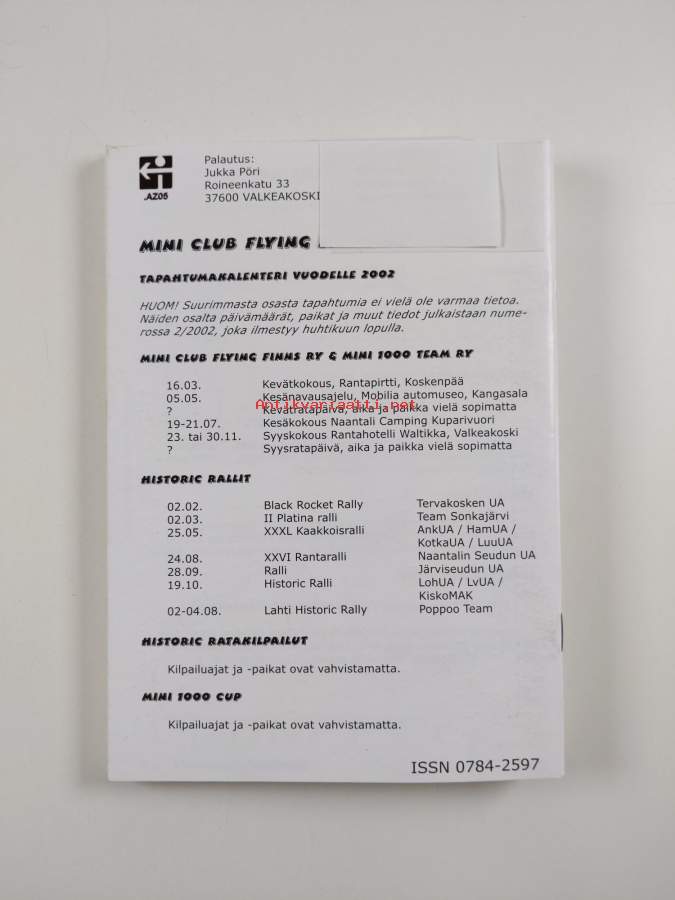 .AZ06
Palautus:
Jukka Pöri
Roineenkatu 33
37600 VALKEAKOSKI
MINI CLUB FLYING
TAPAHTUMAKALENTERI VUODELLE 2002
HUOM! Suurimmasta osasta tapahtumia ei vielä ole varmaa tietoa.
Näiden osalta päivämäärät, paikat ja muut tiedot julkaistaan nume-
rossa 2/2002, joka ilmestyy huhtikuun lopulla.
MINI CLUB FLYING FINNS RY & MINI 1000 TEAM RY
16.03. Kevätkokous, Rantapirtti, Koskenpää
05.05. Kesänavausajelu, Mobilia automuseo, Kangasala
Antikvariaatti.net
? Kevätratapäivä, aika ja paikka vielä sopimatta
19-21.07. Kesäkokous Naantali Camping Kuparivuori
23. tai 30.11. Syyskokous Rantahotelli Waltikka, Valkeakoski
? Syysratapäivä, aika ja paikka vielä sopimatta
HISTORIC RALLIT
02.02. Black Rocket Rally Tervakosken UA
02.03. II Platina ralli Team Sonkajärvi
25.05. XXXL Kaakkoisralli AnkUA / HamUA /
KotkaUA / LuuUA
24.08. XXVI Rantaralli Naantalin Seudun UA
28.09. Ralli Järviseudun UA
19.10. Historic Ralli LohUA / LvUA /
KiskoMAK
02-04.08. Lahti Historic Rally Poppoo Team
HISTORIC RATAKILPAILUT
Kilpailuajat ja -paikat ovat vahvistamatta.
MINI 1000 CUP
Kilpailuajat ja -paikat ovat vahvistamatta.
ISSN 0784-2597